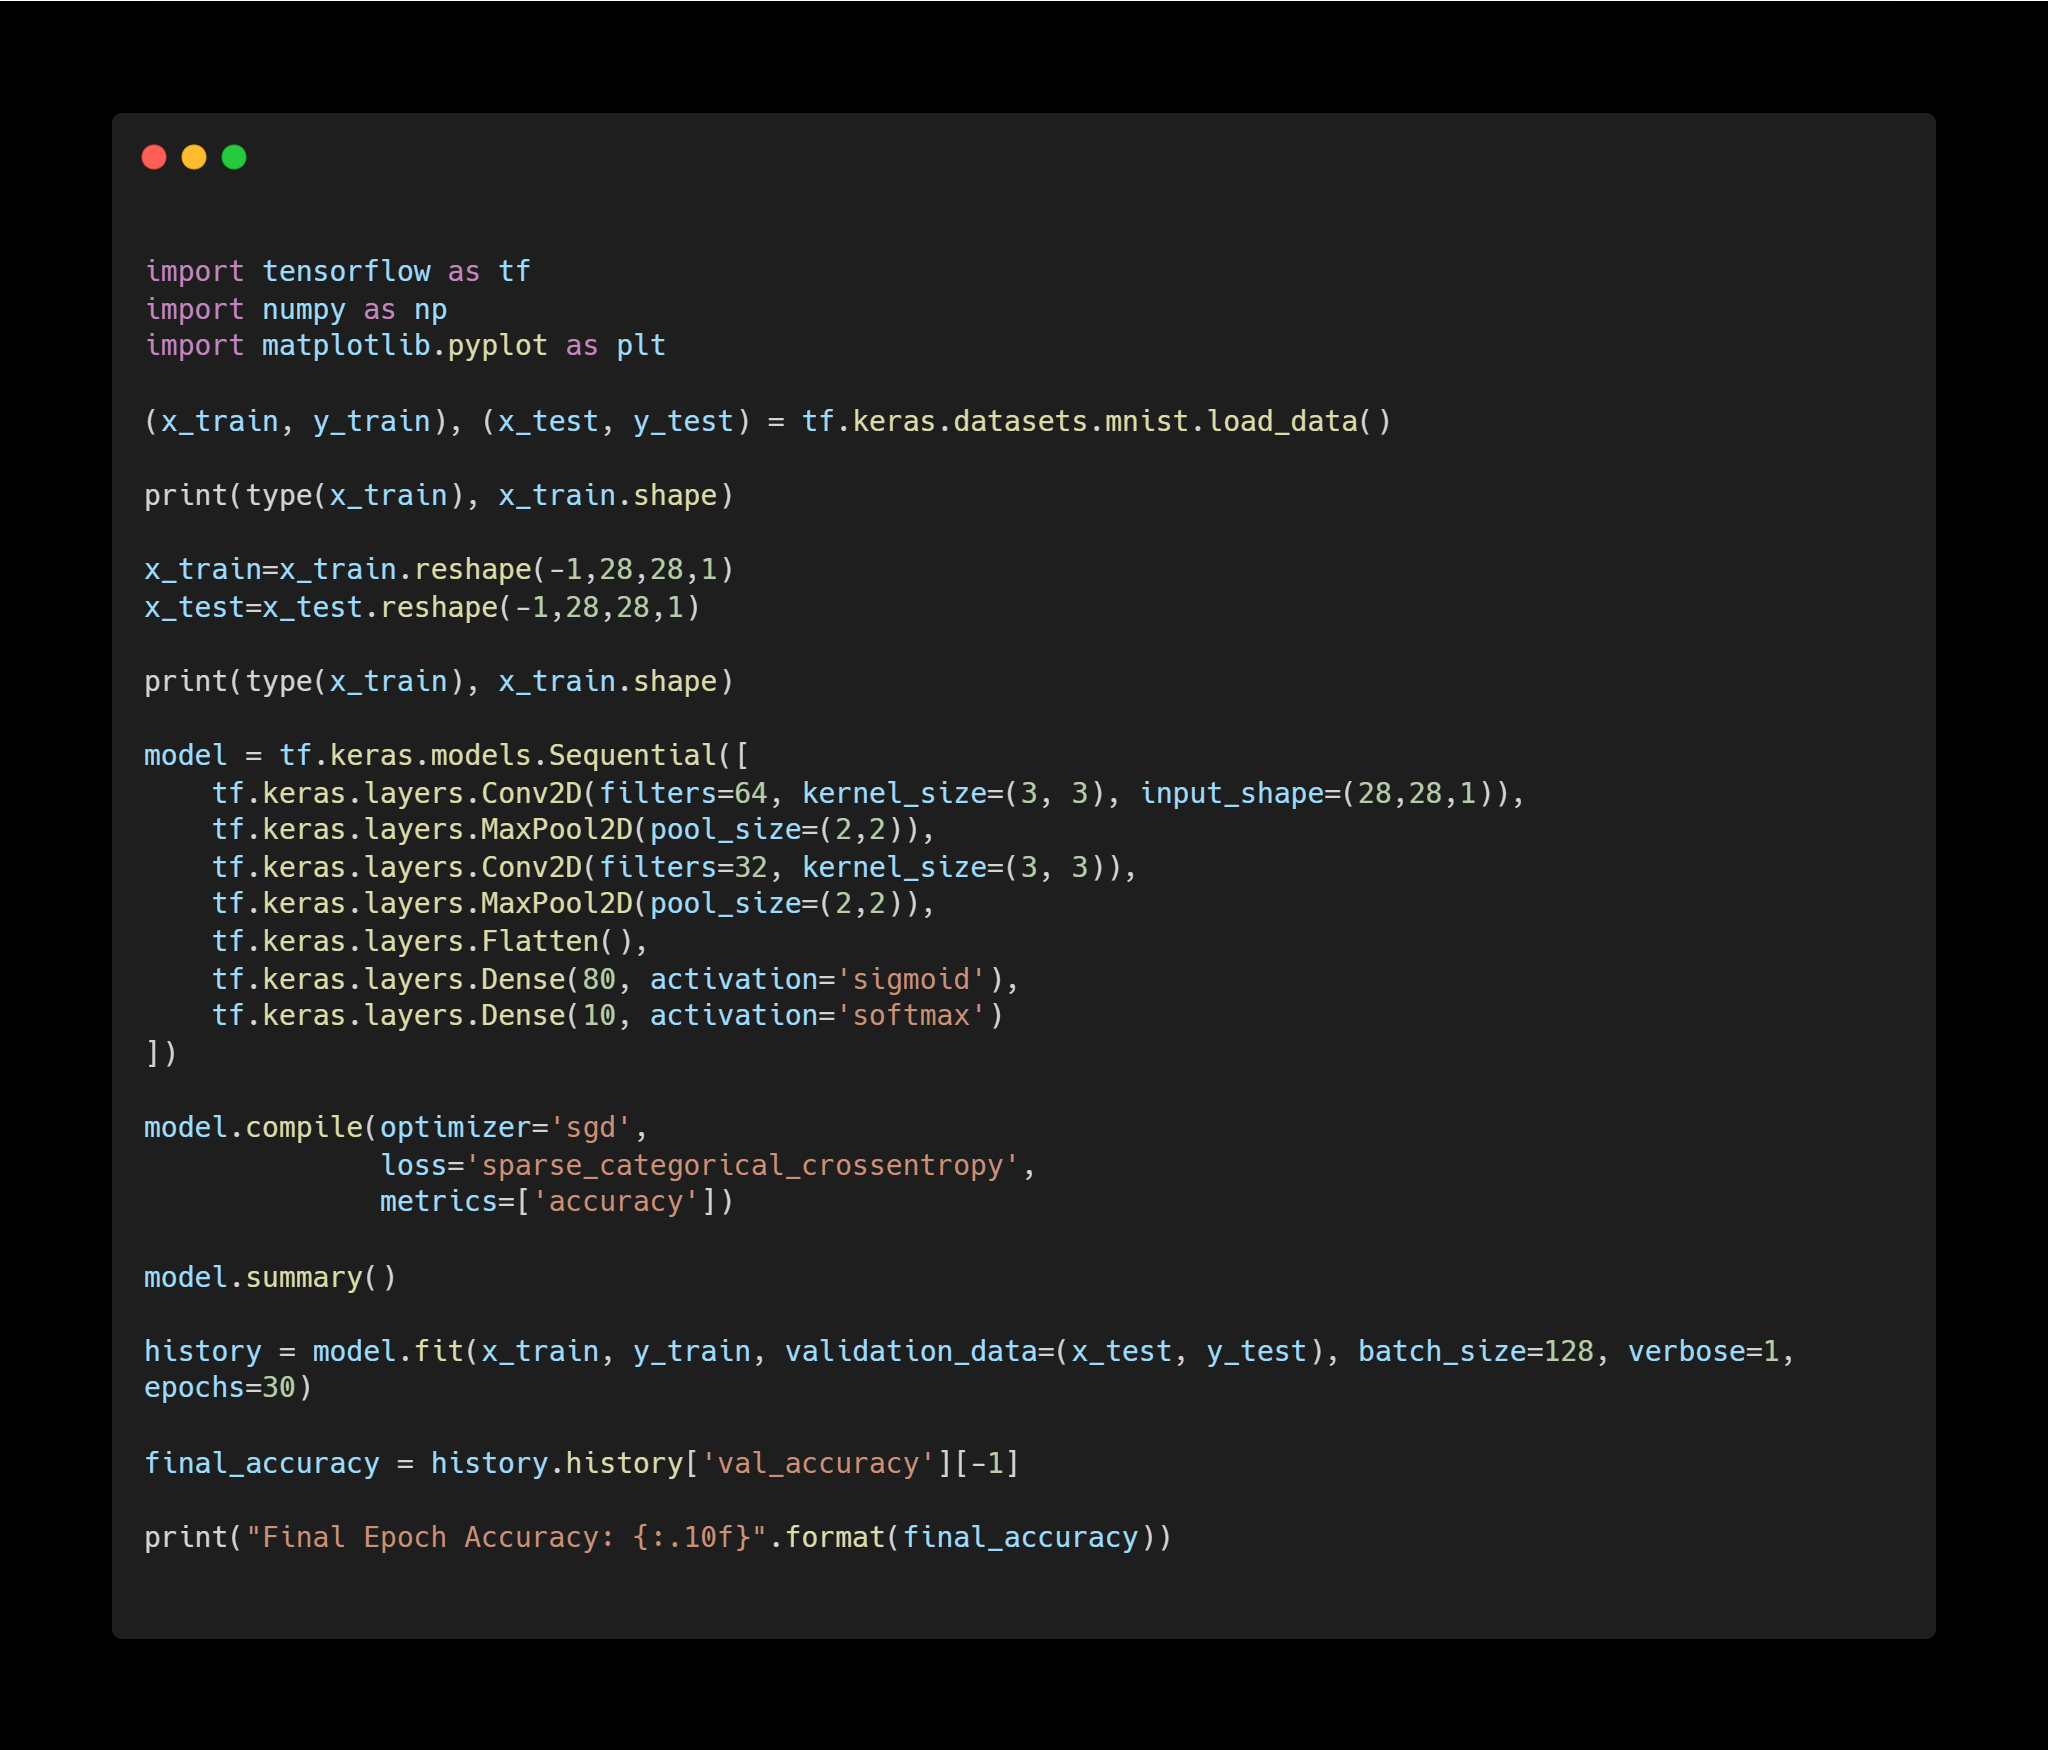 import tensorflow as tf
import numpy as np
import matplotlib.pyplot as plt

(x_train, y_train), (x_test, y_test) = tf.keras.datasets.mnist.load_data()

print(type(x_train), x_train.shape)

x_train=x_train.reshape(-1,28,28,1)
x_test=x_test.reshape(-1,28,28,1)

print(type(x_train), x_train.shape)

model = tf.keras.models.Sequential([
    tf.keras.layers.Conv2D(filters=64, kernel_size=(3, 3), input_shape=(28,28,1)),
    tf.keras.layers.MaxPool2D(pool_size=(2,2)),
    tf.keras.layers.Conv2D(filters=32, kernel_size=(3, 3)),
    tf.keras.layers.MaxPool2D(pool_size=(2,2)),
    tf.keras.layers.Flatten(),
    tf.keras.layers.Dense(80, activation='sigmoid'),
    tf.keras.layers.Dense(10, activation='softmax')
])

model.compile(optimizer='sgd',
              loss='sparse_categorical_crossentropy',
              metrics=['accuracy'])

model.summary()

history = model.fit(x_train, y_train, validation_data=(x_test, y_test), batch_size=128, verbose=1,
epochs=30)

final_accuracy = history.history['val_accuracy'][-1]

print("Final Epoch Accuracy: {:.10f}".format(final_accuracy))